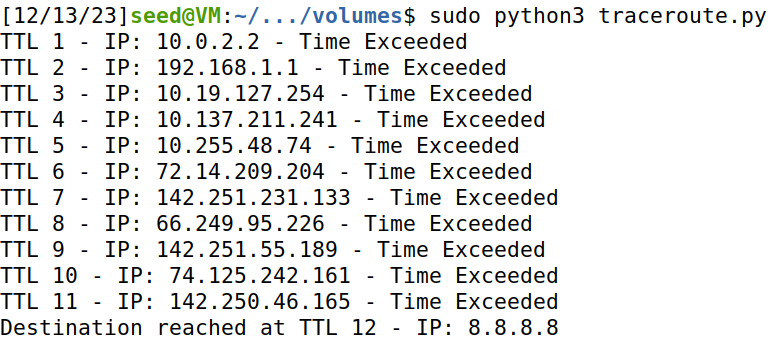 [12/13/23]seed@VM:~/.../volumes$ sudo python3 traceroute.py
TTL 1 - IP: 10.0.2.2 - Time Exceeded
TTL 2 - IP: 192.168.1.1 - Time Exceeded
TTL 3 - IP: 10.19.127.254 - Time Exceeded
TTL 4 - IP: 10.137.211.241 - Time Exceeded
TTL 5 - IP: 10.255.48.74 - Time Exceeded
TTL 6 - IP: 72.14.209.204 - Time Exceeded
TTL 7 - IP: 142.251.231.133 - Time Exceeded
TTL 8 - IP: 66.249.95.226 - Time Exceeded
TTL 9 - IP: 142.251.55.189 - Time Exceeded
TTL 10 - IP: 74.125.242.161 - Time Exceeded
TTL 11 - IP: 142.250.46.165 - Time Exceeded
Destination reached at TTL 12 - IP: 8.8.8.8